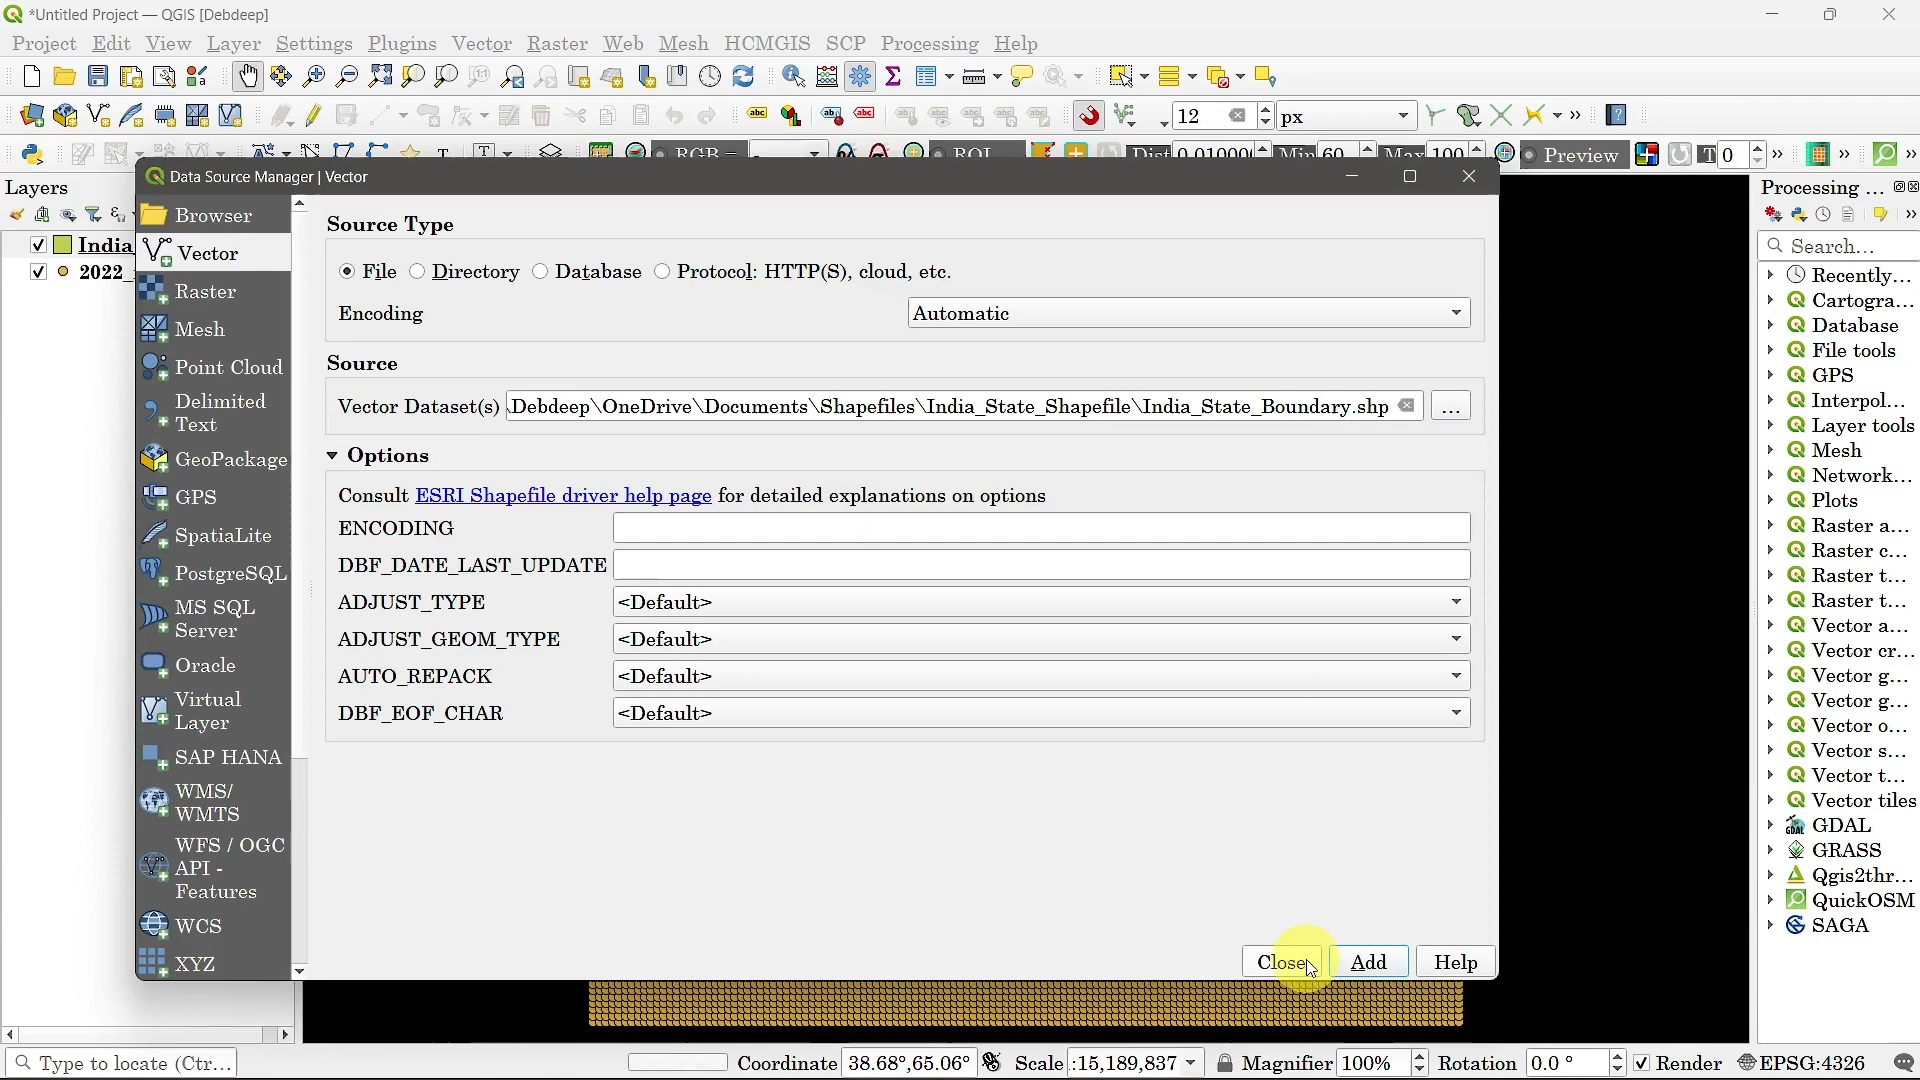 *Untitled Project — QGIS [Debdeep]
Project Edit View Layer Settings Plugins Vector Raster Web Mesh HCMGIS SCP Processing Help
12 px
RGB = ROI Dist 0.01000 Min 60 Max 100 Preview T 0
Layers
India
2022_
Data Source Manager | Vector
Browser
Vector
Raster
Mesh
Point Cloud
Delimited
Text
GeoPackage
GPS
SpatiaLite
PostgreSQL
MS SQL
Server
Oracle
Virtual
Layer
SAP HANA
WMS/
WMTS
WFS / OGC
API -
Features
WCS
XYZ
Source Type
File Directory Database Protocol: HTTP(S), cloud, etc.
Encoding Automatic
Source
Vector Dataset(s) \Debdeep\OneDrive\Documents\Shapefiles\India_State_Shapefile\India_State_Boundary.shp ...
Options
Consult ESRI Shapefile driver help page for detailed explanations on options
ENCODING
DBF_DATE_LAST_UPDATE
ADJUST_TYPE <Default>
ADJUST_GEOM_TYPE <Default>
AUTO_REPACK <Default>
DBF_EOF_CHAR <Default>
Close Add Help
Processing ...
Search...
Recently...
Cartogra...
Database
File tools
GPS
Interpol...
Layer tools
Mesh
Network...
Plots
Raster a...
Raster c...
Raster t...
Raster t...
Vector a...
Vector cr...
Vector g...
Vector g...
Vector o...
Vector s...
Vector t...
Vector tiles
GDAL
GRASS
Qgis2thr...
QuickOSM
SAGA
Type to locate (Ctr... Coordinate 38.68°,65.06° Scale :15,189,837 Magnifier 100% Rotation 0.0 ° Render EPSG:4326